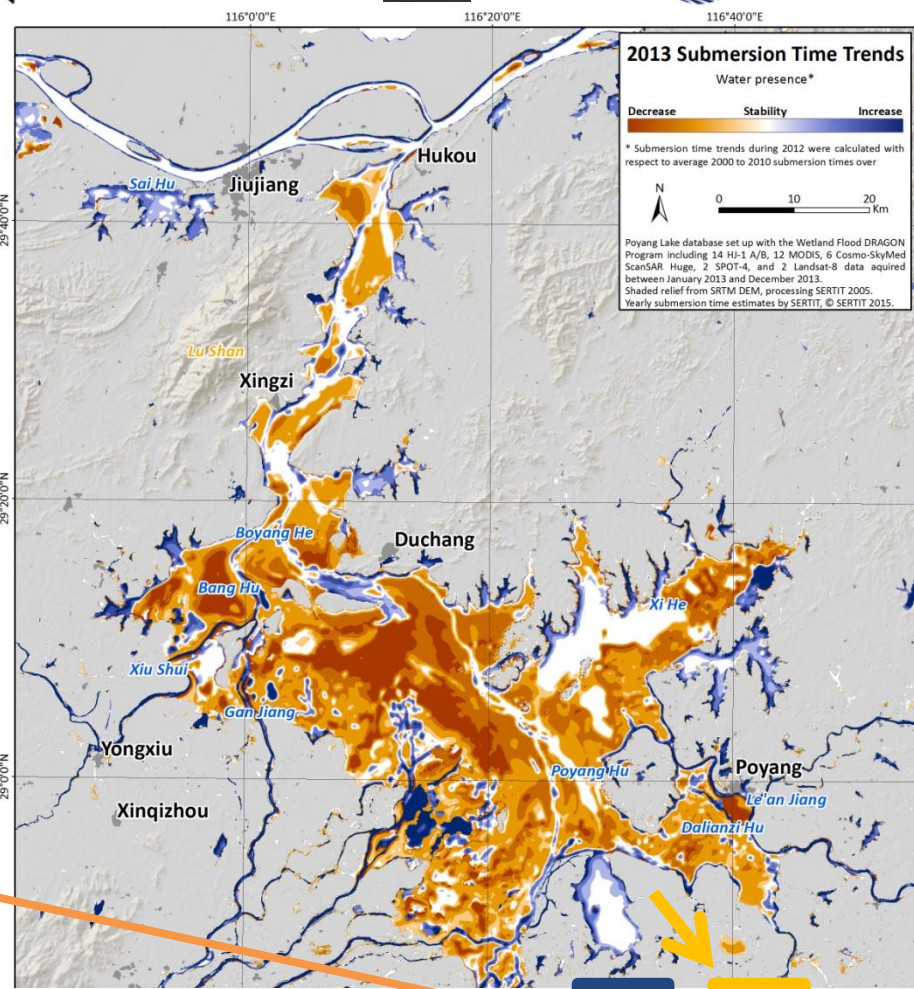 116°0'0"E
116°20'0"E
116°40'0"E
2013 Submersion Time Trends
Water presence*
Decrease Stability Increase
* Submersion time trends during 2012 were calculated with
respect to average 2000 to 2010 submersion times over
N
0 10 20
Km
Poyang Lake database set up with the Wetland Flood DRAGON
Program including 14 HJ-1 A/B, 12 MODIS, 6 Cosmo-SkyMed
ScanSAR Huge, 2 SPOT-4, and 2 Landsat-8 data aquired
between January 2013 and December 2013.
Shaded relief from SRTM DEM, processing SERTIT 2005.
Yearly submersion time estimates by SERTIT, © SERTIT 2015.
Hukou
Sai Hu
Jiujiang
29°40'0"N
Lu Shan
Xingzi
29°20'0"N
Boyang He
Duchang
Bang Hu
Xi He
Xiu Shui
Gan Jiang
Yongxiu
29°0'0"N
Poyang Hu
Poyang
Le'an Jiang
Xinqizhou
Dalianzi Hu